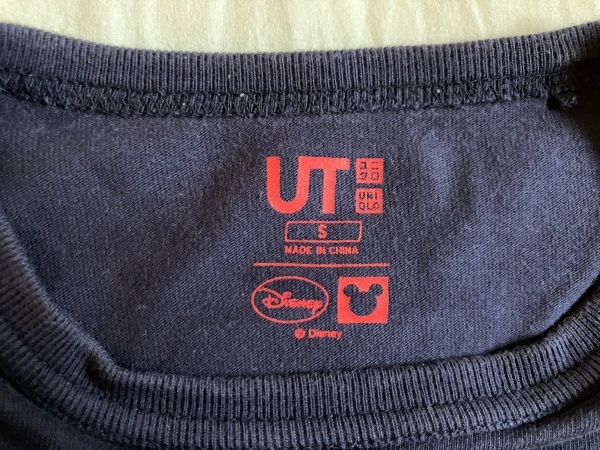 UT
ユニ
クロ
UNI
QLO
S
MADE IN CHINA
Disney
© Disney